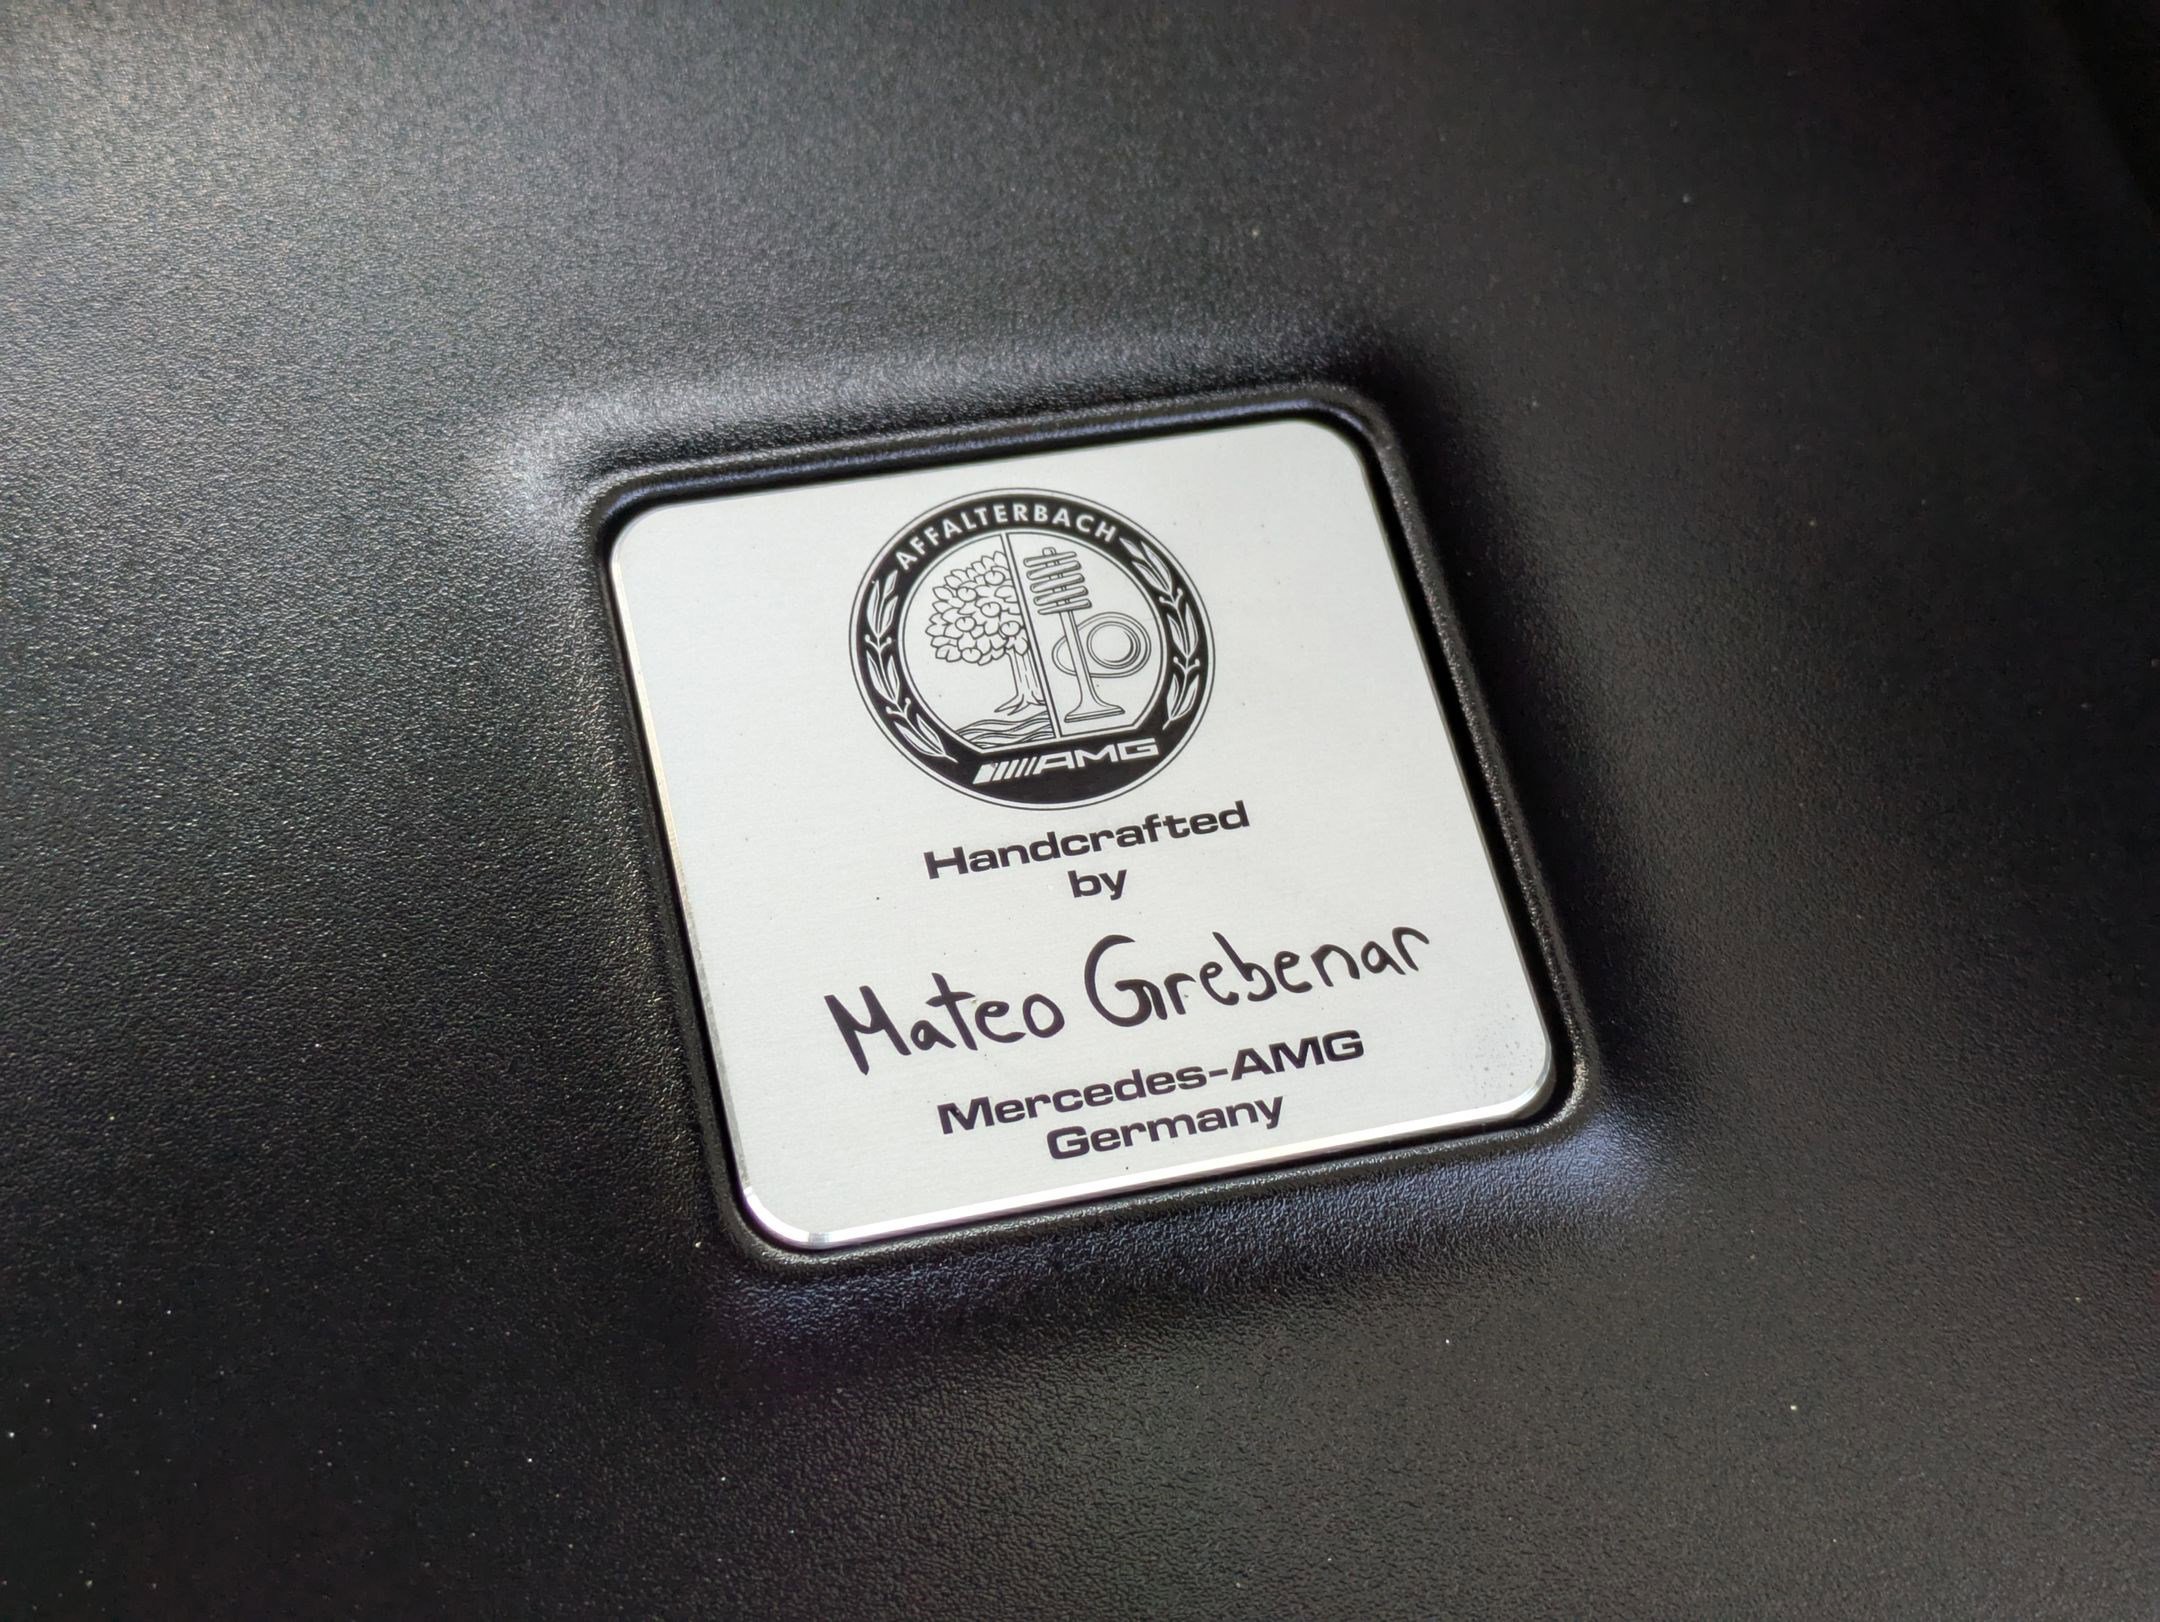 AFFALTERBACH
AMG
Handcrafted
by
Mateo Grebenar
Mercedes-AMG
Germany